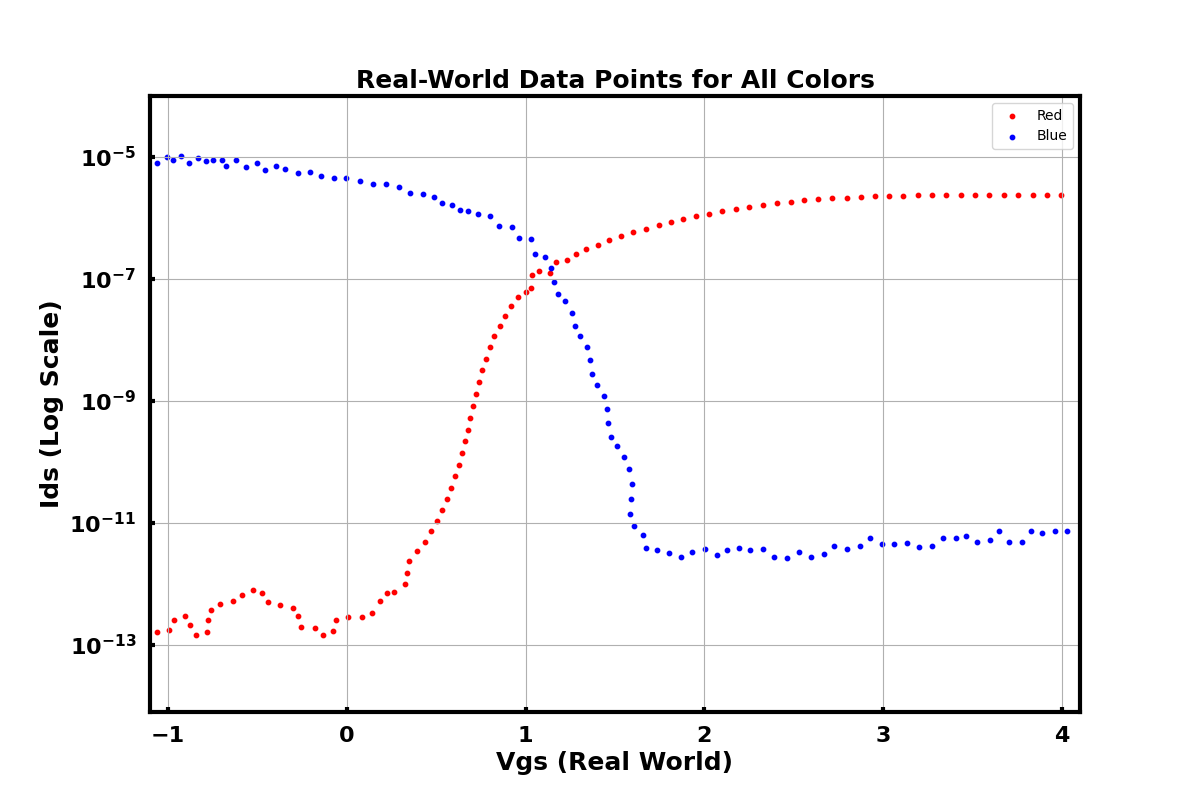 Real-World Data Points for All Colors
Red
Blue
10⁻⁵
10⁻⁷
10⁻⁹
10⁻¹¹
10⁻¹³
Ids (Log Scale)
−1 0 1 2 3 4
Vgs (Real World)